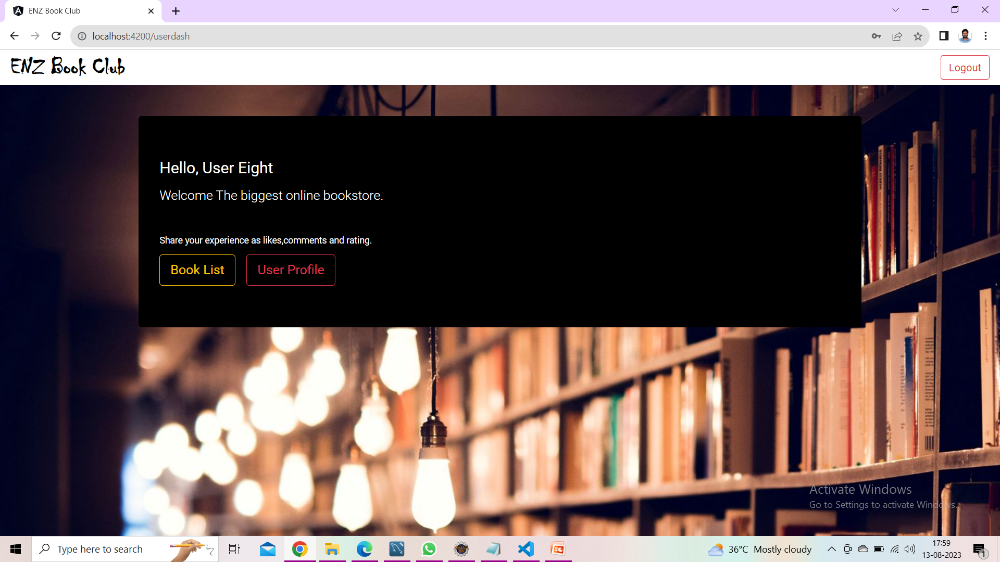 ENZ Book Club
localhost:4200/userdash
ENZ Book Club
Logout
Hello, User Eight
Welcome The biggest online bookstore.
Share your experience as likes,comments and rating.
Book List
User Profile
Activate Windows
Go to Settings to activate Windows.
Type here to search
36°C Mostly cloudy
17:59
13-08-2023
1